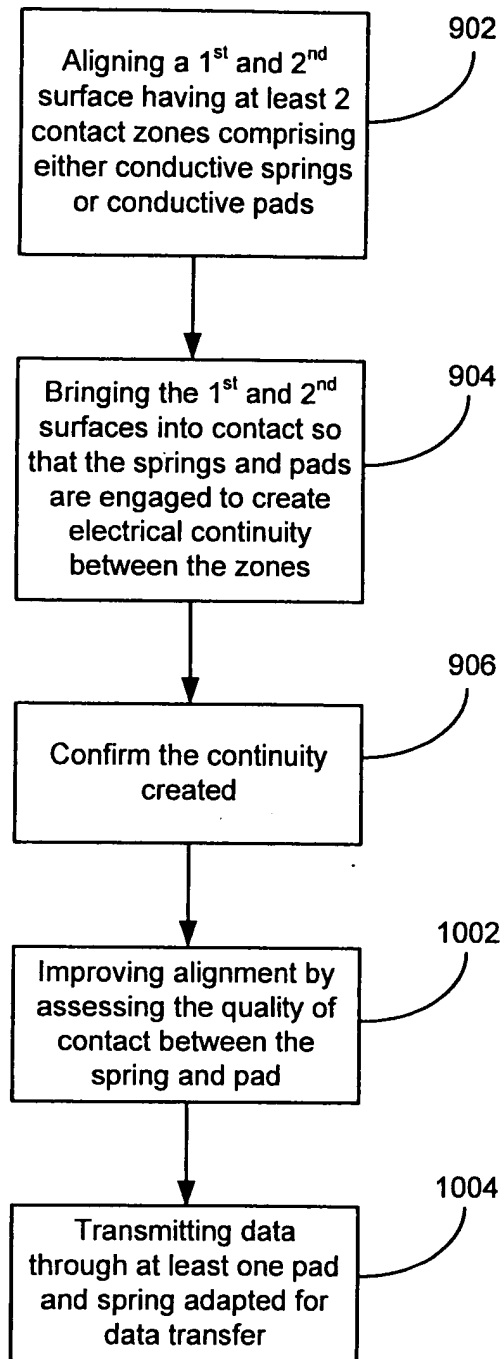 902
Aligning a 1st and 2nd
surface having at least 2
contact zones comprising
either conductive springs
or conductive pads
904
Bringing the 1st and 2nd
surfaces into contact so
that the springs and pads
are engaged to create
electrical continuity
between the zones
906
Confirm the continuity
created
1002
Improving alignment by
assessing the quality of
contact between the
spring and pad
1004
Transmitting data
through at least one pad
and spring adapted for
data transfer